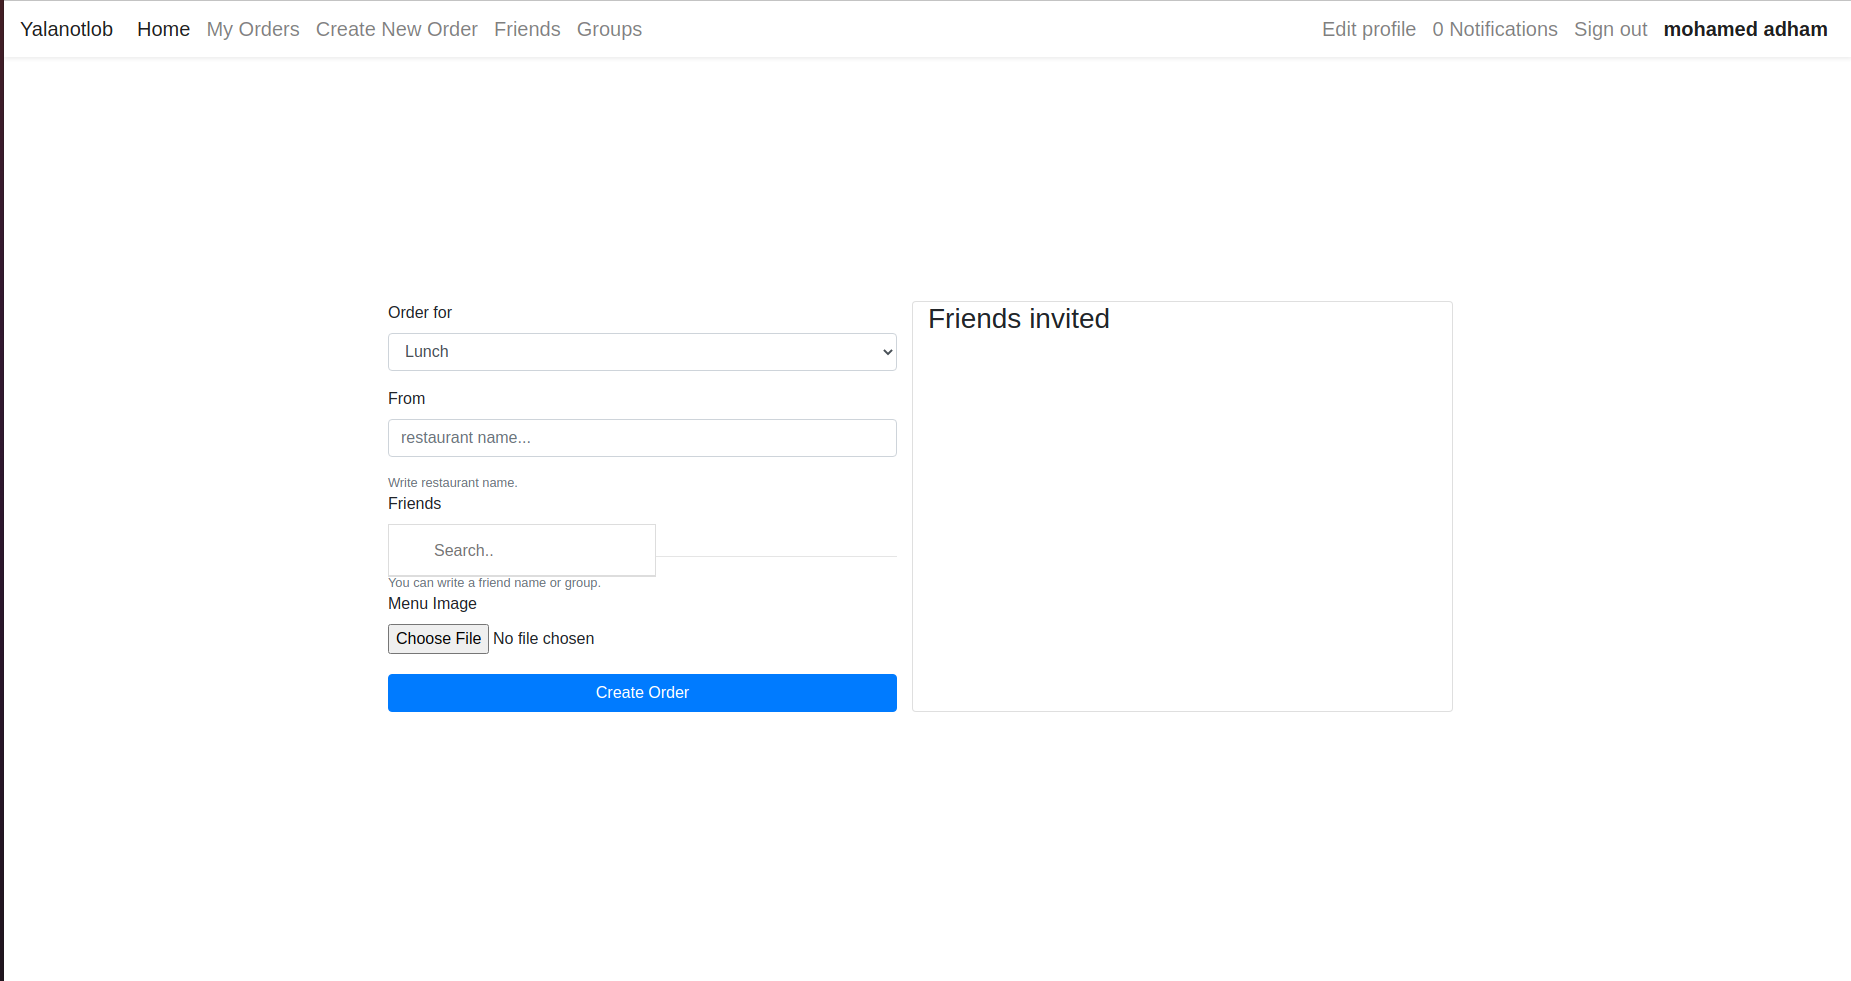 Yalanotlob Home My Orders Create New Order Friends Groups Edit profile 0 Notifications Sign out mohamed adham
Order for
Lunch
From
restaurant name...
Write restaurant name.
Friends
Search..
You can write a friend name or group.
Menu Image
Choose File No file chosen
Create Order
Friends invited